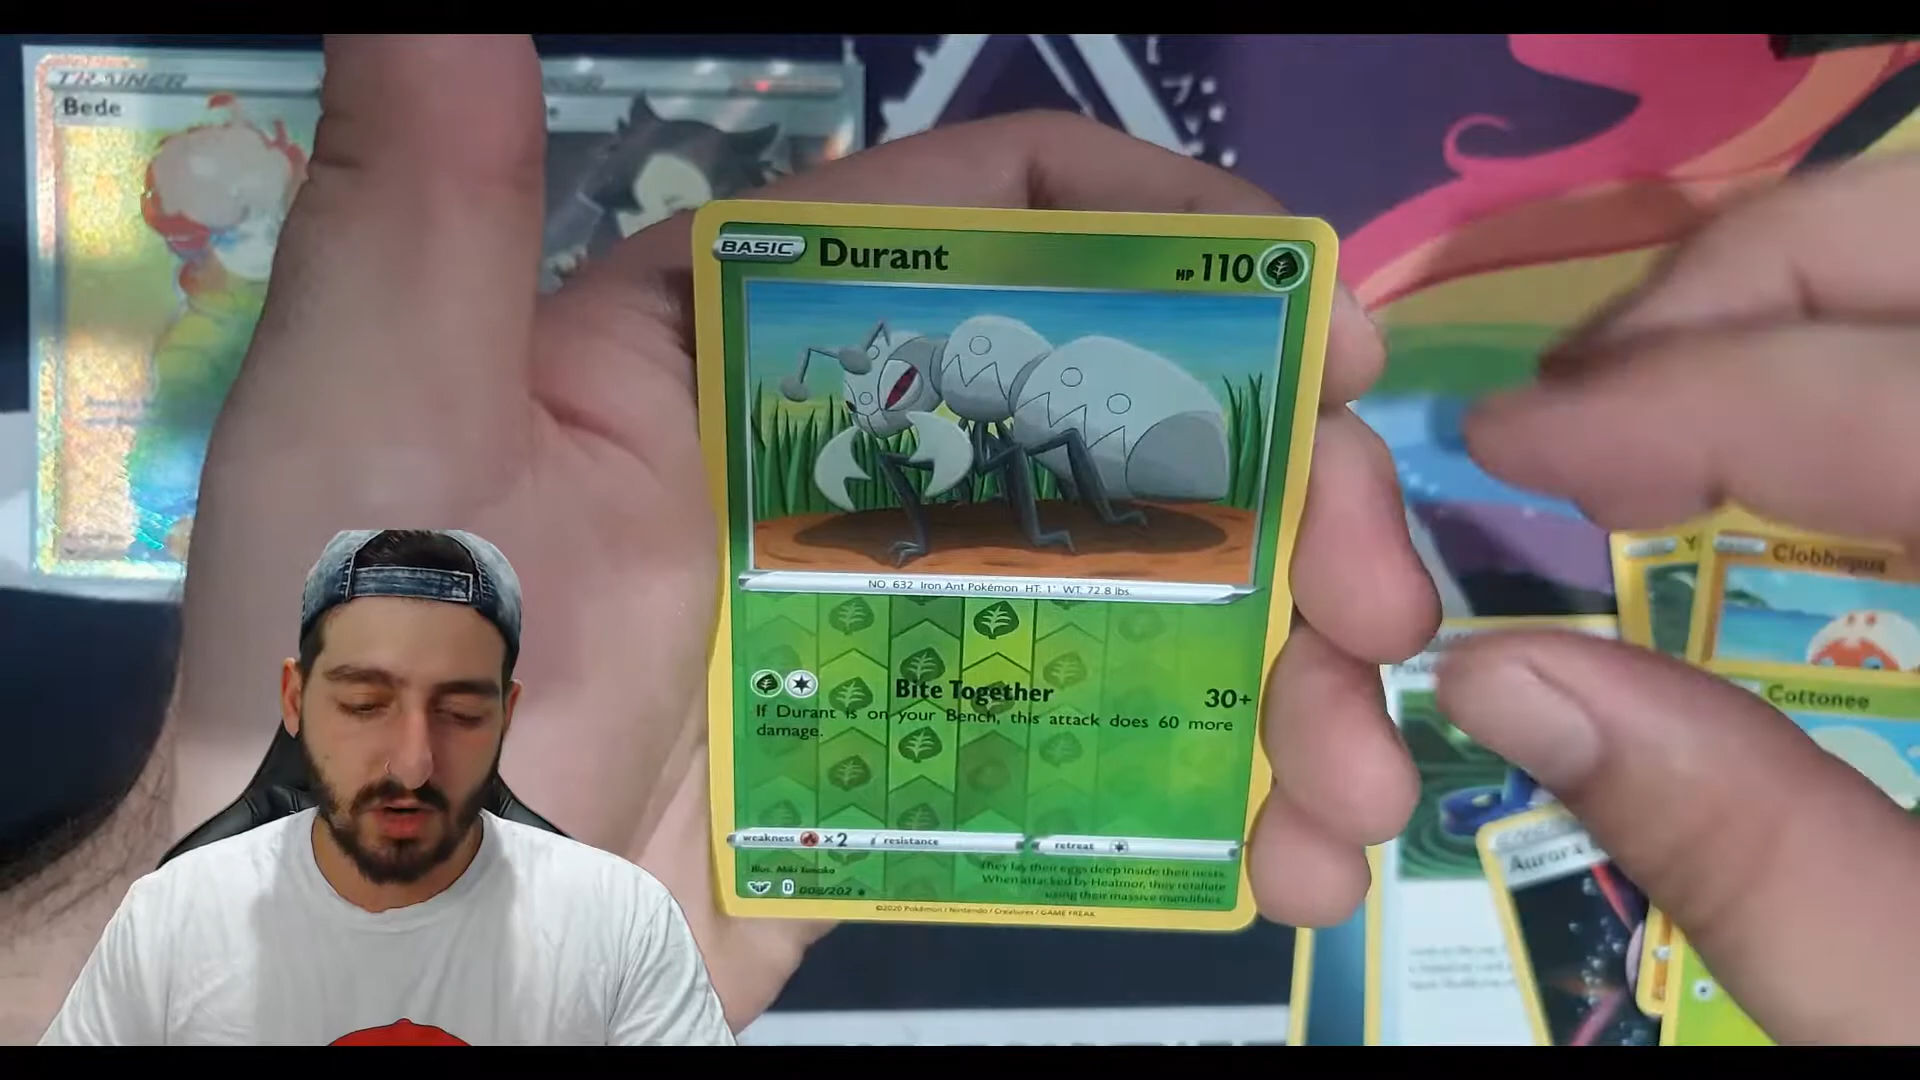 TRAINER
Bede
BASIC Durant HP 110
NO. 632 Iron Ant Pokémon HT: 1' WT: 72.8 lbs.
Bite Together 30+
If Durant is on your Bench, this attack does 60 more
damage.
weakness ×2 resistance retreat
Illus. Miki Tanaka
D 008/202
They lay their eggs deep inside their nests.
When attacked by Heatmor, they retaliate
using their massive mandibles.
©2020 Pokémon / Nintendo / Creatures / GAME FREAK
Clobbopus
Cottonee
Aurora